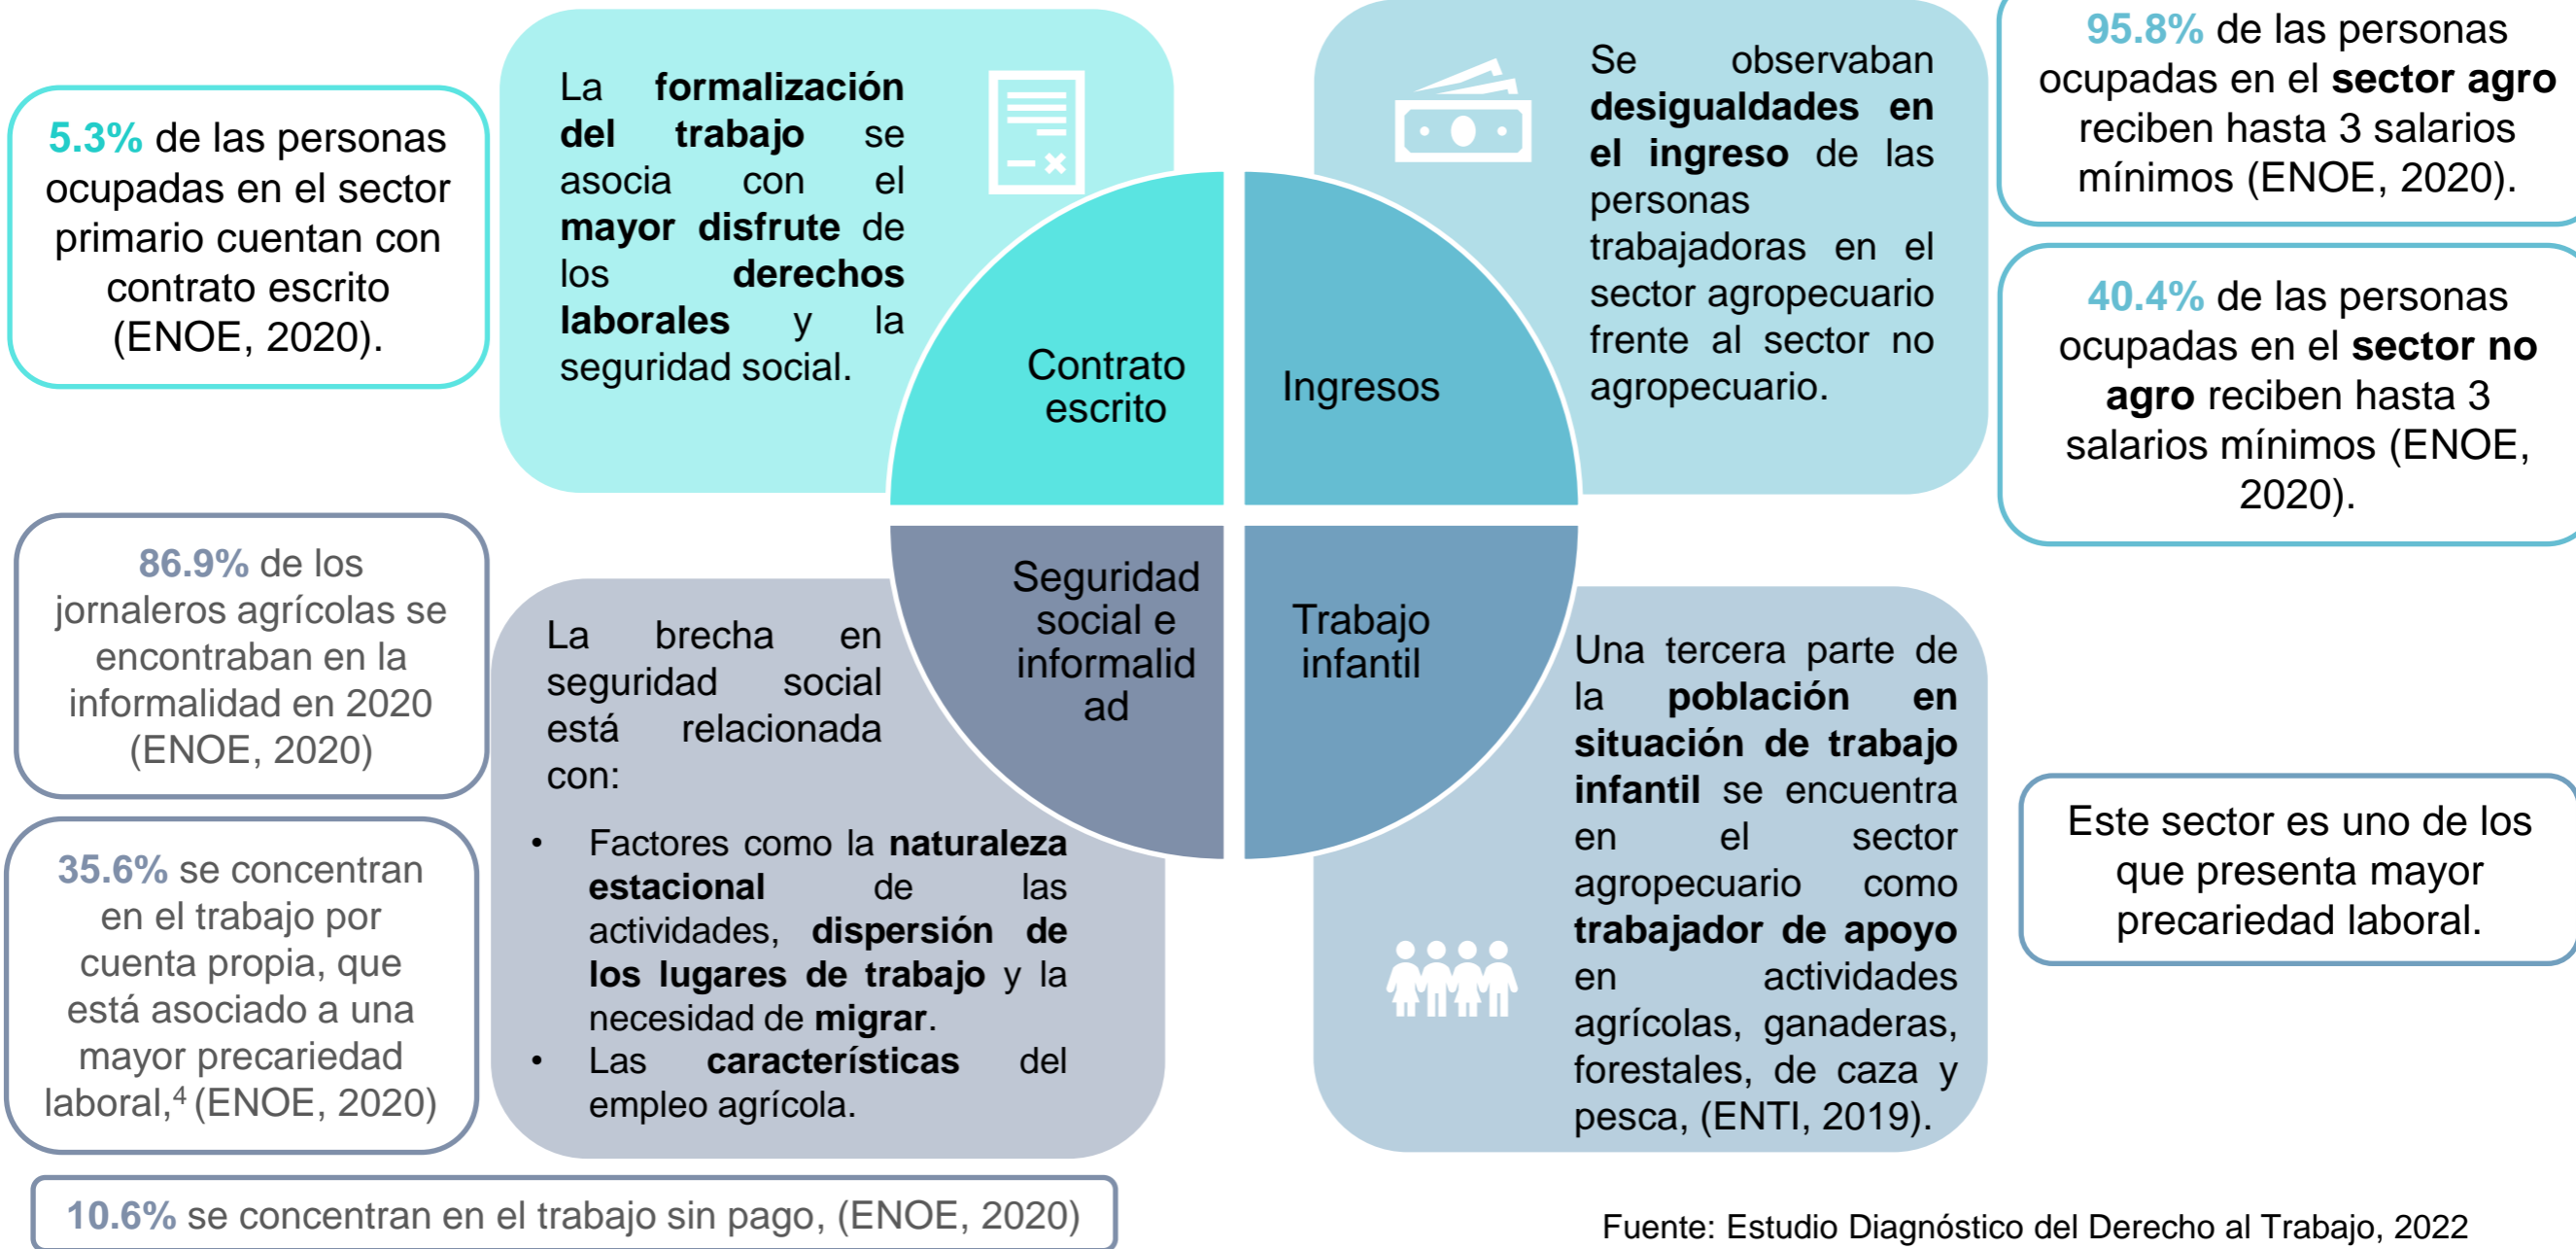 5.3% de las personas
ocupadas en el sector
primario cuentan con
contrato escrito
(ENOE, 2020).
La formalización
del trabajo se
asocia con el
mayor disfrute de
los derechos
laborales y la
seguridad social.
Contrato
escrito
Ingresos
Se observaban
desigualdades en
el ingreso de las
personas
trabajadoras en el
sector agropecuario
frente al sector no
agropecuario.
95.8% de las personas
ocupadas en el sector agro
reciben hasta 3 salarios
mínimos (ENOE, 2020).
40.4% de las personas
ocupadas en el sector no
agro reciben hasta 3
salarios mínimos (ENOE,
2020).
86.9% de los
jornaleros agrícolas se
encontraban en la
informalidad en 2020
(ENOE, 2020)
35.6% se concentran
en el trabajo por
cuenta propia, que
está asociado a una
mayor precariedad
laboral,⁴ (ENOE, 2020)
10.6% se concentran en el trabajo sin pago, (ENOE, 2020)
La brecha en
seguridad social
está relacionada
con:
• Factores como la naturaleza
estacional de las
actividades, dispersión de
los lugares de trabajo y la
necesidad de migrar.
• Las características del
empleo agrícola.
Seguridad
social e
informalid
ad
Trabajo
infantil
Una tercera parte de
la población en
situación de trabajo
infantil se encuentra
en el sector
agropecuario como
trabajador de apoyo
en actividades
agrícolas, ganaderas,
forestales, de caza y
pesca, (ENTI, 2019).
Este sector es uno de los
que presenta mayor
precariedad laboral.
Fuente: Estudio Diagnóstico del Derecho al Trabajo, 2022